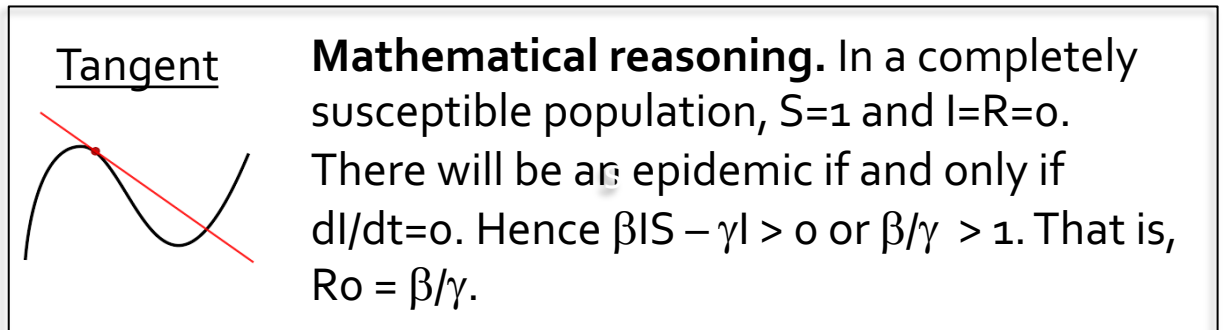 Tangent
Mathematical reasoning. In a completely
susceptible population, S=1 and I=R=0.
There will be an epidemic if and only if
dI/dt=0. Hence βIS – γI > 0 or β/γ > 1. That is,
R0 = β/γ.